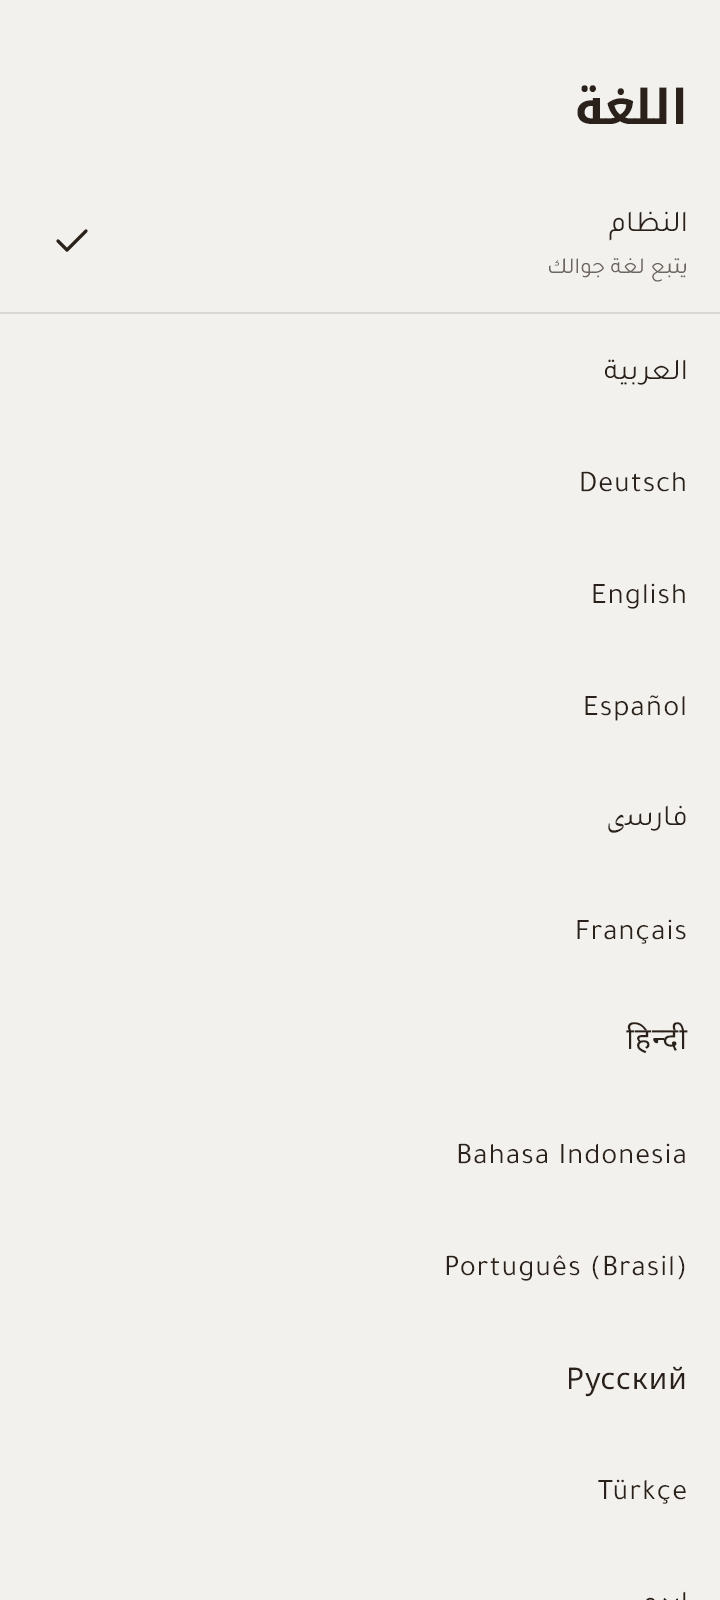 اللغة
النظام
يتبع لغة جوالك
العربية
Deutsch
English
Español
فارسی
Français
हिन्दी
Bahasa Indonesia
Português (Brasil)
Русский
Türkçe